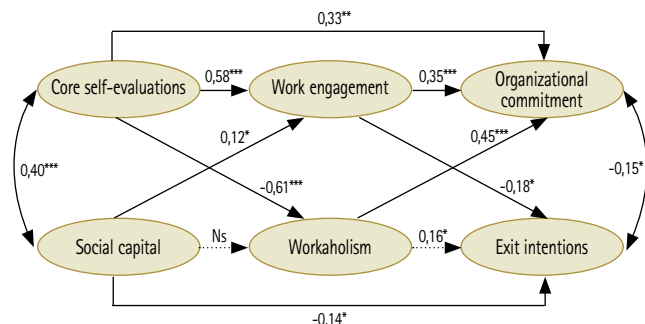 0,33**
Core self-evaluations
0,58***
Work engagement
0,35***
Organizational
commitment
0,12*
0,45***
0,40***
-0,15*
-0,61***
-0,18*
Social capital
Ns
Workaholism
0,16*
Exit intentions
-0,14*